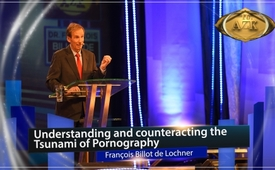 Understanding and counteracting the
Tsunami of Pornography
François Billot de Lochner